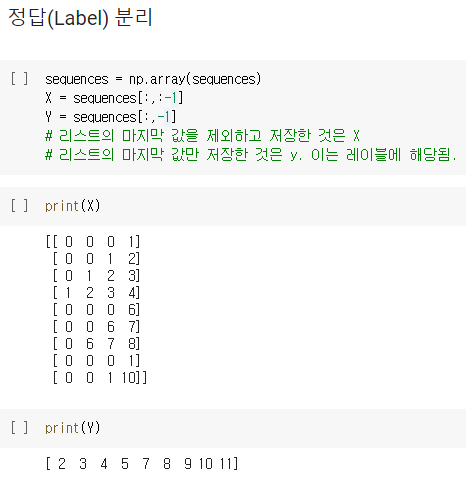 정답(Label) 분리
[ ] sequences = np.array(sequences)
X = sequences[:,:-1]
Y = sequences[:,-1]
# 리스트의 마지막 값을 제외하고 저장한 것은 X
# 리스트의 마지막 값만 저장한 것은 y. 이는 레이블에 해당됨.
[ ] print(X)
[[ 0  0  0  1]
 [ 0  0  1  2]
 [ 0  1  2  3]
 [ 1  2  3  4]
 [ 0  0  0  6]
 [ 0  0  6  7]
 [ 0  6  7  8]
 [ 0  0  0  1]
 [ 0  0  1 10]]
[ ] print(Y)
[ 2  3  4  5  7  8  9 10 11]